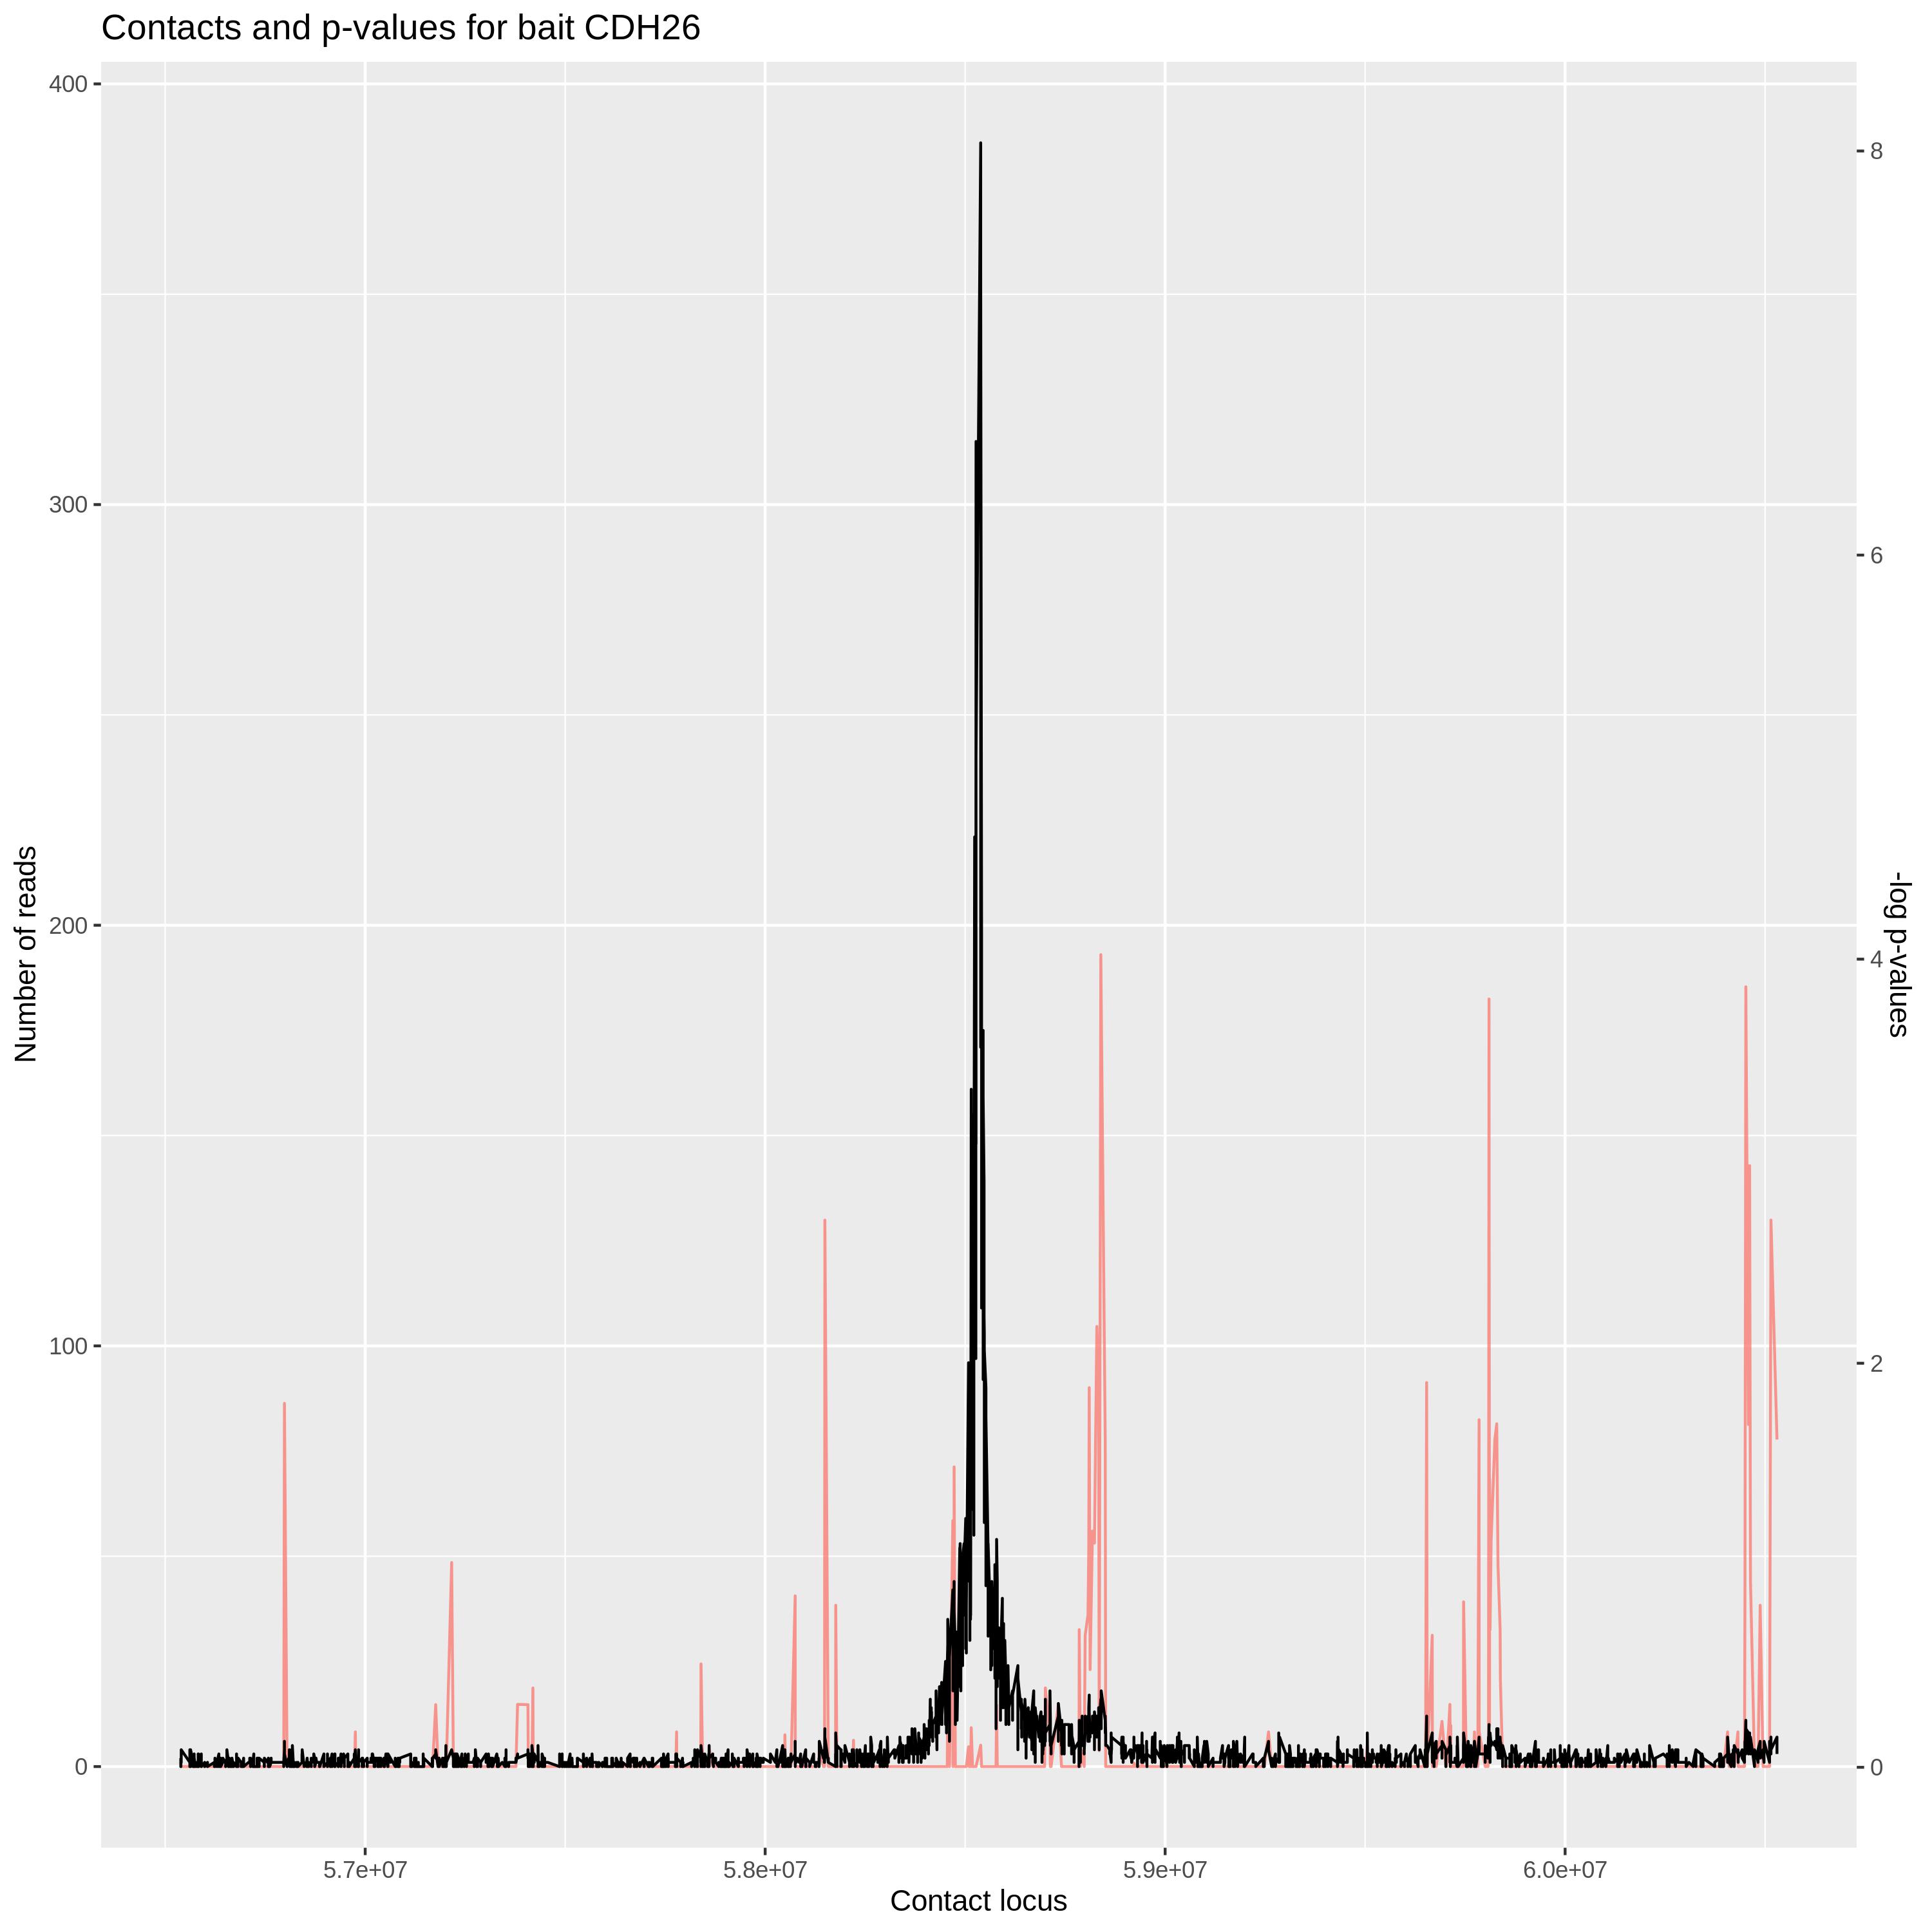 Contacts and p-values for bait CDH26
400
300
200
100
0
Number of reads
8
6
4
2
0
-log p-values
5.7e+07
5.8e+07
5.9e+07
6.0e+07
Contact locus